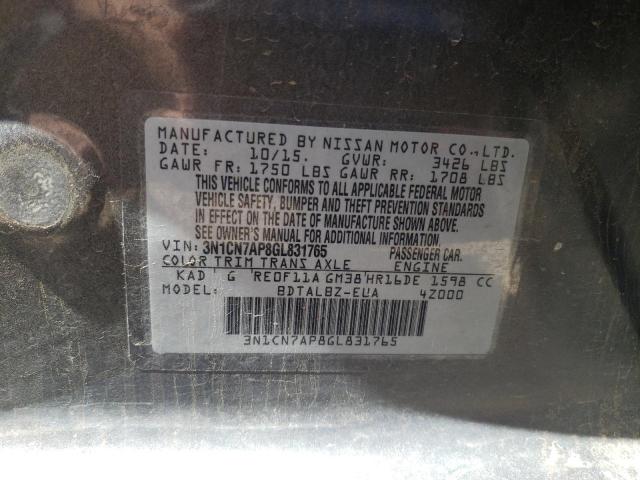 MANUFACTURED BY NISSAN MOTOR CO.,LTD.
DATE: 10/15. GVWR: 3426 LBS
GAWR FR: 1750 LBS GAWR RR: 1708 LBS
THIS VEHICLE CONFORMS TO ALL APPLICABLE FEDERAL MOTOR
VEHICLE SAFETY, BUMPER AND THEFT PREVENTION STANDARDS
IN EFFECT ON THE DATE OF MANUFACTURE SHOWN ABOVE.
SEE OWNER'S MANUAL FOR ADDITIONAL INFORMATION
VIN: 3N1CN7AP8GL831765 PASSENGER CAR.
COLOR TRIM TRANS AXLE ENGINE
KAD G RE0F11A GM38 HR16DE 1598 CC
MODEL: BDTALBZ-EUA 4Z000
3N1CN7AP8GL831765